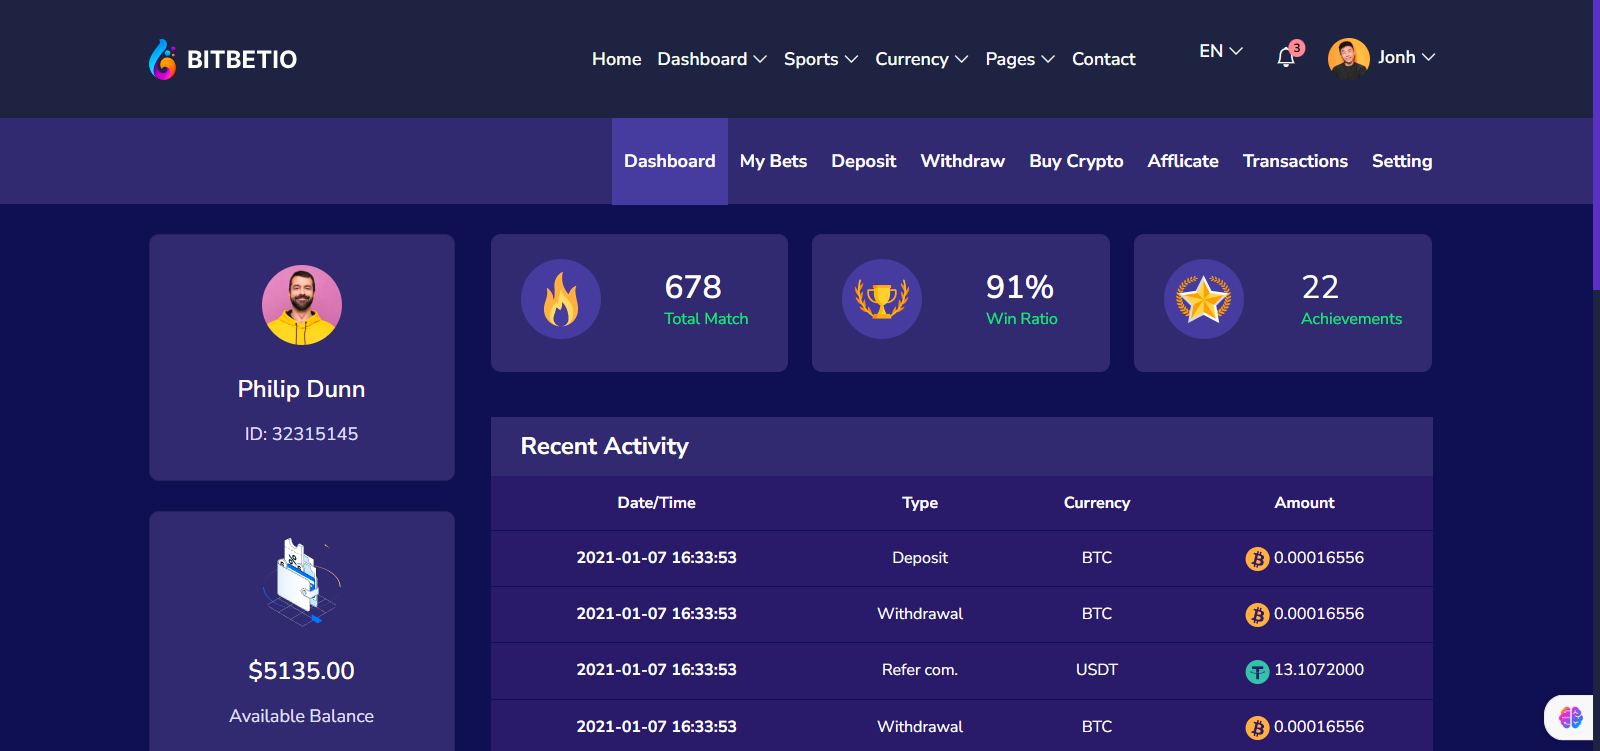 BITBETIO
Home Dashboard Sports Currency Pages Contact
EN
3
Jonh
Dashboard My Bets Deposit Withdraw Buy Crypto Afflicate Transactions Setting
Philip Dunn
ID: 32315145
$5135.00
Available Balance
678
Total Match
91%
Win Ratio
22
Achievements
Recent Activity
Date/Time Type Currency Amount
2021-01-07 16:33:53 Deposit BTC 0.00016556
2021-01-07 16:33:53 Withdrawal BTC 0.00016556
2021-01-07 16:33:53 Refer com. USDT 13.1072000
2021-01-07 16:33:53 Withdrawal BTC 0.00016556